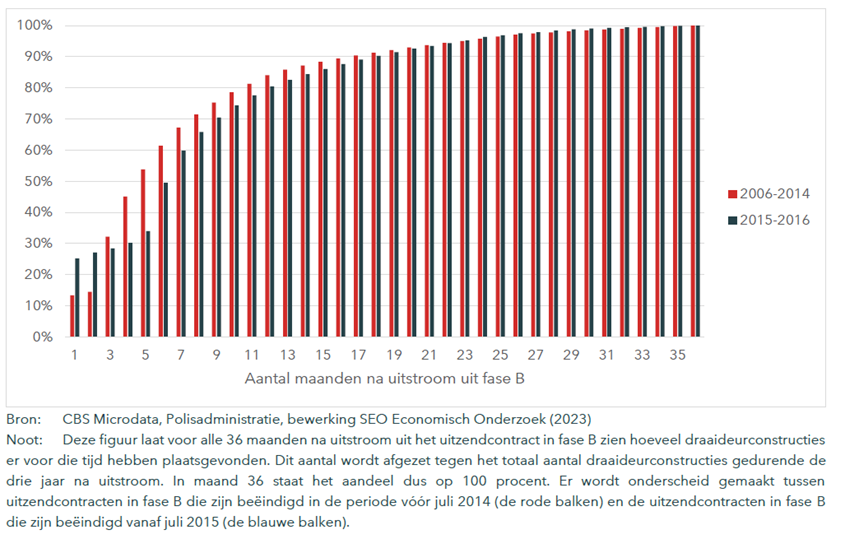 100%
90%
80%
70%
60%
50%
40%
30%
20%
10%
0%
1 3 5 7 9 11 13 15 17 19 21 23 25 27 29 31 33 35
Aantal maanden na uitstroom uit fase B
2006-2014
2015-2016
Bron: CBS Microdata, Polisadministratie, bewerking SEO Economisch Onderzoek (2023)
Noot: Deze figuur laat voor alle 36 maanden na uitstroom uit het uitzendcontract in fase B zien hoeveel draaideurconstructies
er voor die tijd hebben plaatsgevonden. Dit aantal wordt afgezet tegen het totaal aantal draaideurconstructies gedurende de
drie jaar na uitstroom. In maand 36 staat het aandeel dus op 100 procent. Er wordt onderscheid gemaakt tussen
uitzendcontracten in fase B die zijn beëindigd in de periode vóór juli 2014 (de rode balken) en de uitzendcontracten in fase B
die zijn beëindigd vanaf juli 2015 (de blauwe balken).